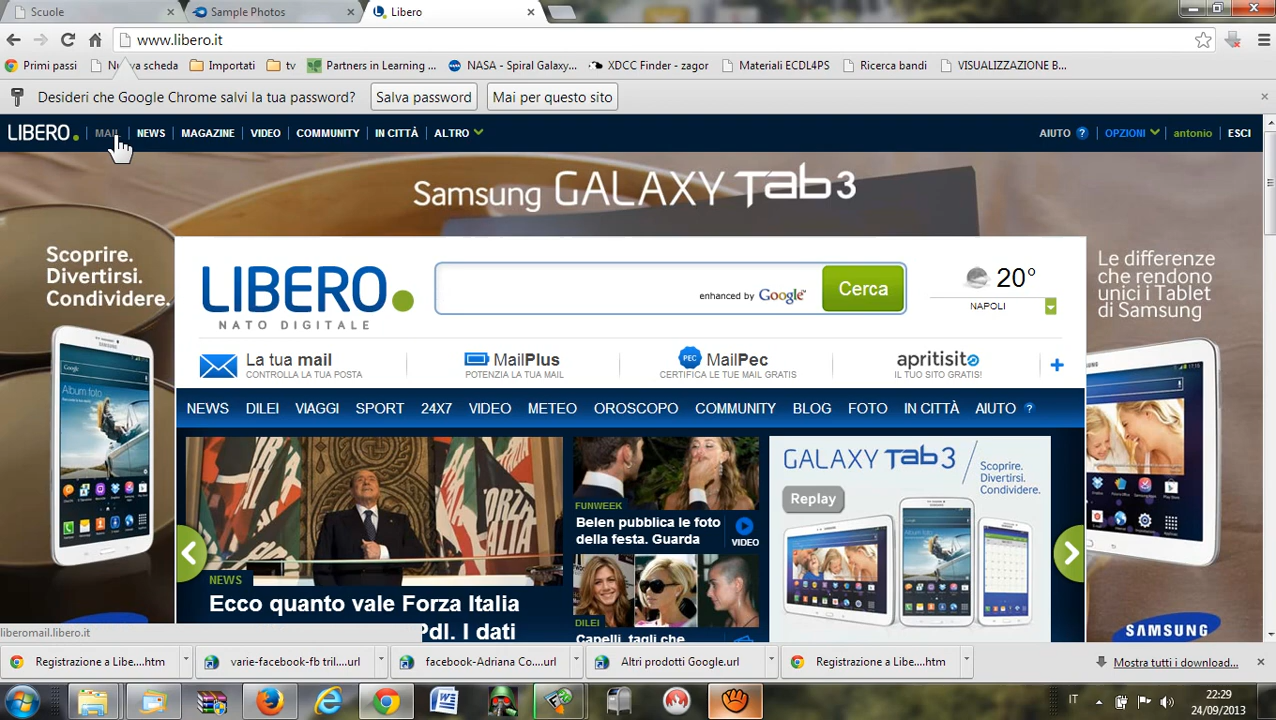 Scuole
Sample Photos
Libero
www.libero.it
Primi passi
Nuova scheda
Importati
tv
Partners in Learning ...
NASA - Spiral Galaxy...
XDCC Finder - zagor
Materiali ECDL4PS
Ricerca bandi
VISUALIZZAZIONE B...
Desideri che Google Chrome salvi la tua password?
Salva password
Mai per questo sito
LIBERO
MAIL
NEWS
MAGAZINE
VIDEO
COMMUNITY
IN CITTÀ
ALTRO
AIUTO ?
OPZIONI
antonio
ESCI
Samsung GALAXY Tab3
Scoprire.
Divertirsi.
Condividere.
LIBERO
NATO DIGITALE
enhanced by Google™
Cerca
20°
NAPOLI
Le differenze
che rendono
unici i Tablet
di Samsung
La tua mail
CONTROLLA LA TUA POSTA
MailPlus
POTENZIA LA TUA MAIL
PEC
MailPec
CERTIFICA LE TUE MAIL GRATIS
apritisito
IL TUO SITO GRATIS!
NEWS
DILEI
VIAGGI
SPORT
24X7
VIDEO
METEO
OROSCOPO
COMMUNITY
BLOG
FOTO
IN CITTÀ
AIUTO ?
NEWS
Ecco quanto vale Forza Italia
Pdl. I dati
FUNWEEK
Belen pubblica le foto
della festa. Guarda
VIDEO
DILEI
Capelli, tagli che
GALAXY Tab3
Scoprire.
Divertirsi.
Condividere.
Replay
SAMSUNG
liberomail.libero.it
Registrazione a Libe....htm
varie-facebook-fb tril....url
facebook-Adriana Co....url
Altri prodotti Google.url
Registrazione a Libe....htm
Mostra tutti i download...
IT
22:29
24/09/2013